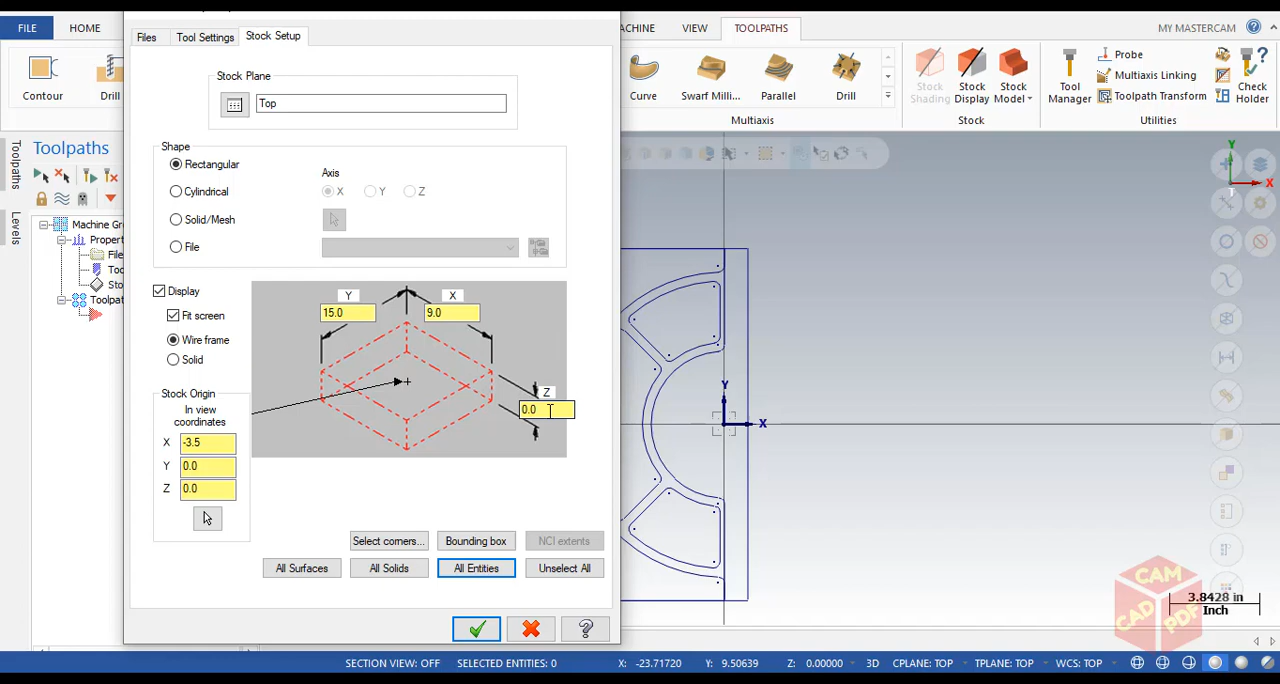 FILE HOME MACHINE VIEW TOOLPATHS MY MASTERCAM
Files Tool Settings Stock Setup
Contour Drill
Curve Swarf Milli... Parallel Drill
Multiaxis
Stock Shading Stock Display Stock Model
Stock
Tool Manager
Probe
Multiaxis Linking
Toolpath Transform
Check Holder
Utilities
Toolpaths
Toolpaths
Levels
Machine Gr
Propert
File
Too
Sto
Toolpat
Stock Plane
Top
Shape
Rectangular
Cylindrical
Solid/Mesh
File
Axis
X Y Z
Display
Fit screen
Wire frame
Solid
Y X
15.0 9.0
Z
0.0
Stock Origin
In view
coordinates
X -3.5
Y 0.0
Z 0.0
Select corners... Bounding box NCI extents
All Surfaces All Solids All Entities Unselect All
Y
X
Y
X
T
CAM
CAD PDF
3.8428 in
Inch
SECTION VIEW: OFF SELECTED ENTITIES: 0 X: -23.71720 Y: 9.50639 Z: 0.00000 3D CPLANE: TOP TPLANE: TOP WCS: TOP